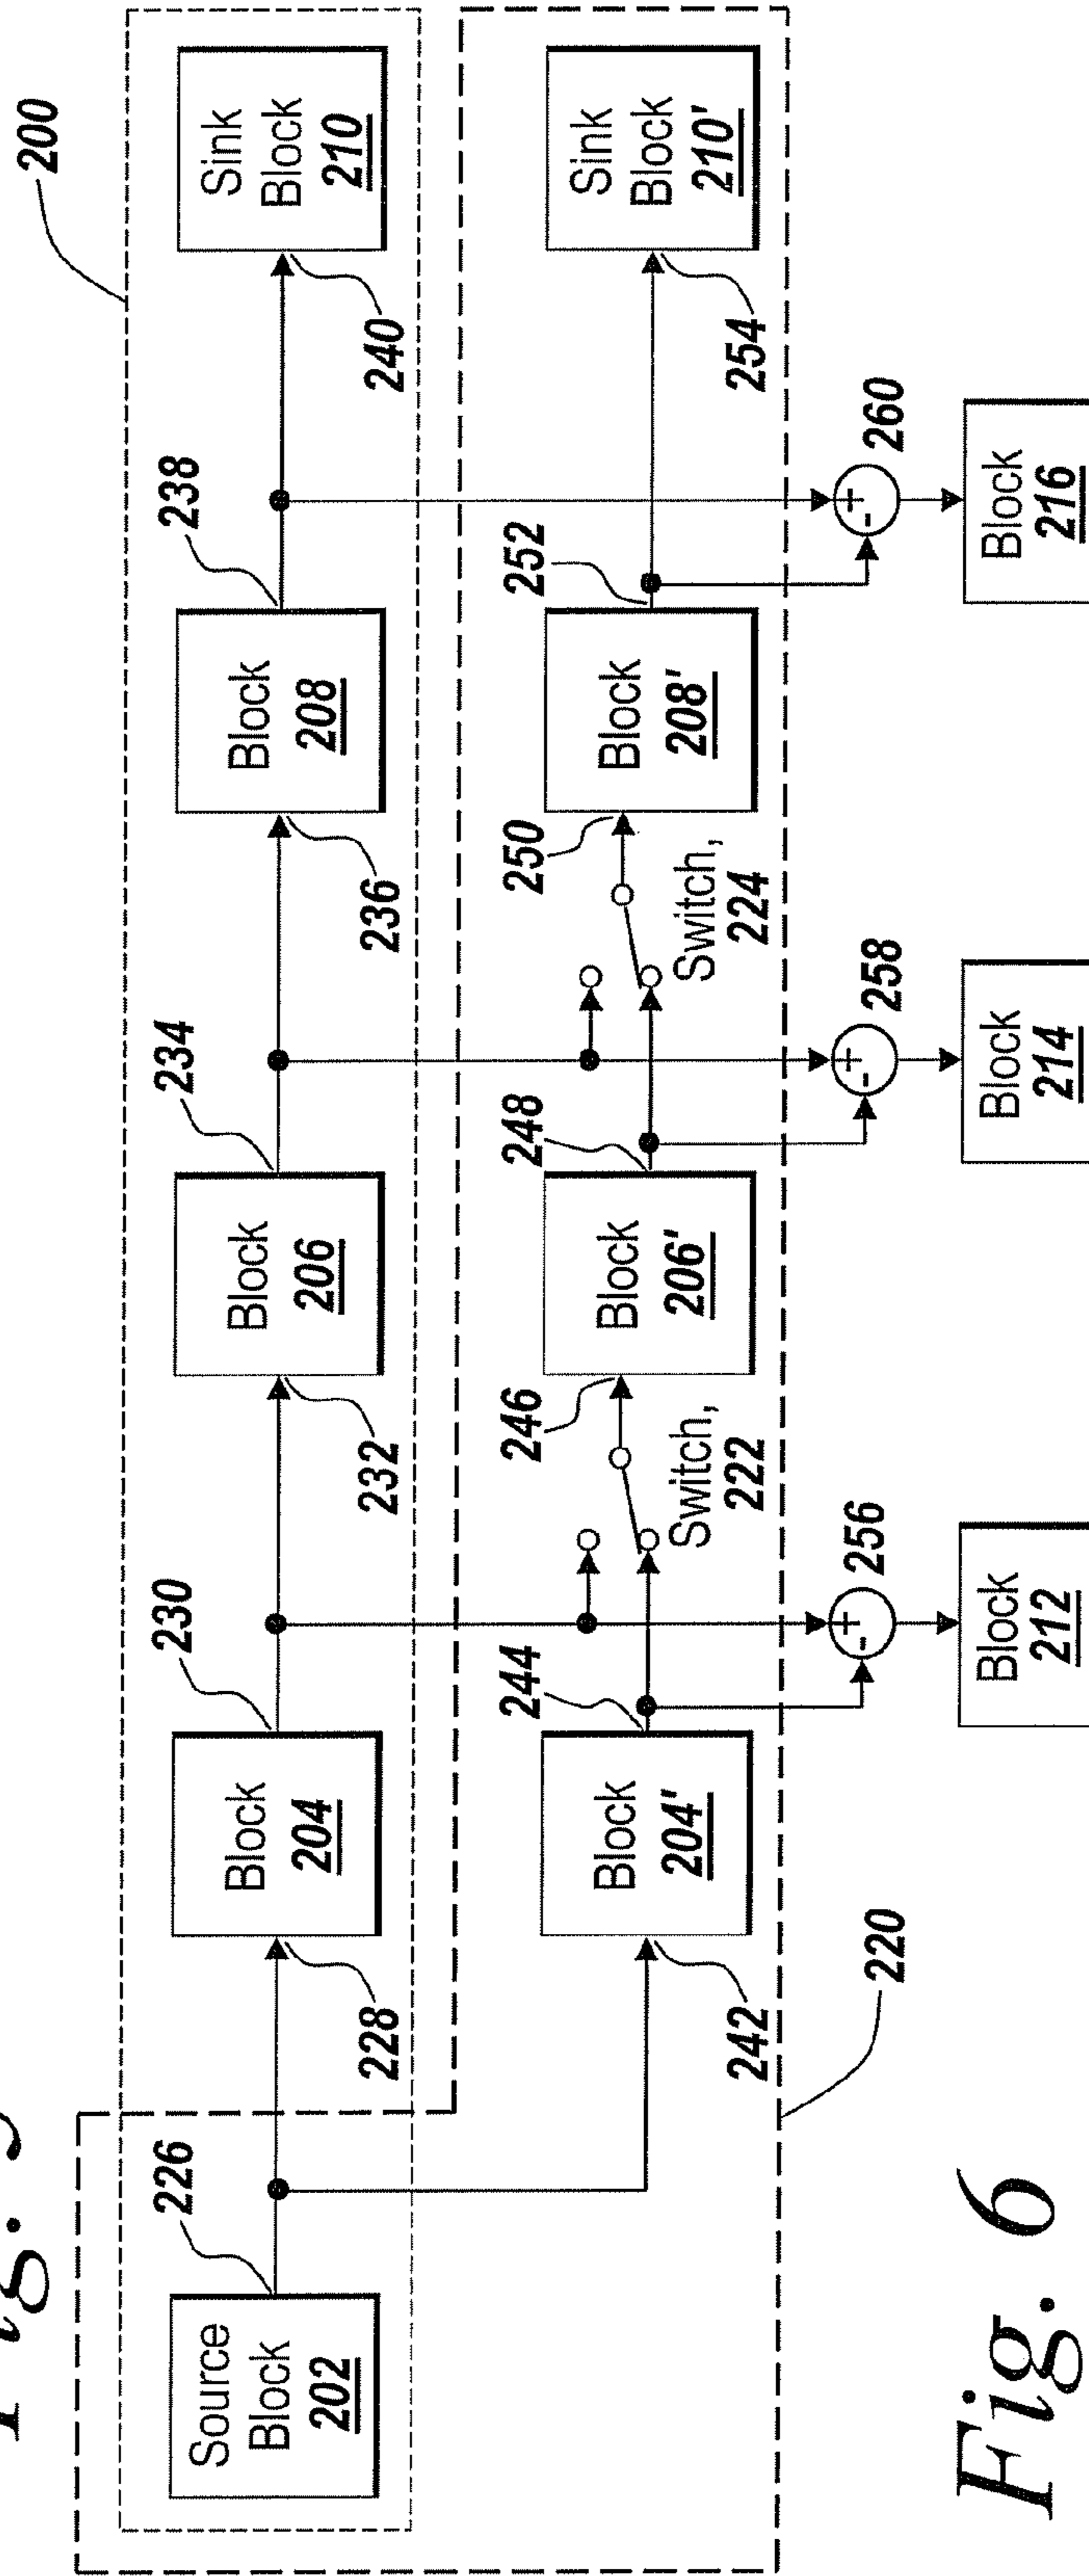 200
Source
Block
202
226
228
Block
204
230
232
Block
206
234
236
Block
208
238
240
Sink
Block
210
242
Block
204'
244
Switch,
222
246
Block
206'
248
Switch,
224
250
Block
208'
252
254
Sink
Block
210'
220
+
-
256
+
-
258
+
-
260
Block
212
Block
214
Block
216
Fig. 6